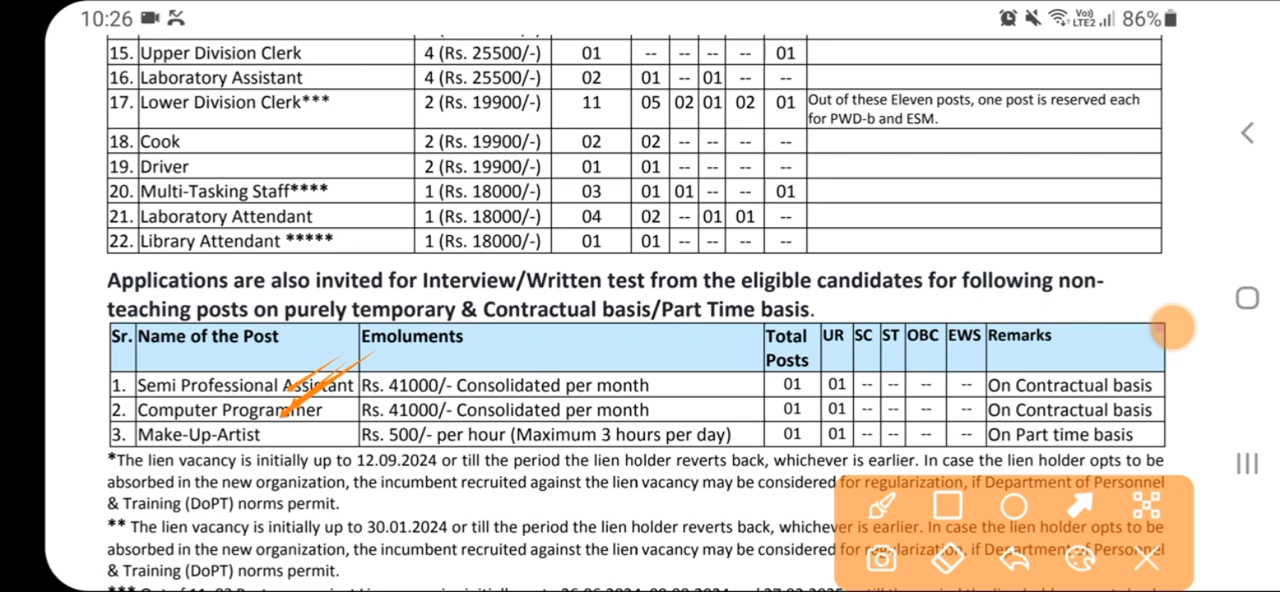 10:26 Vo)) LTE2 86%
15. Upper Division Clerk 4 (Rs. 25500/-) 01 -- -- -- -- 01
16. Laboratory Assistant 4 (Rs. 25500/-) 02 01 -- 01 -- --
17. Lower Division Clerk*** 2 (Rs. 19900/-) 11 05 02 01 02 01 Out of these Eleven posts, one post is reserved each
for PWD-b and ESM.
18. Cook 2 (Rs. 19900/-) 02 02 -- -- -- --
19. Driver 2 (Rs. 19900/-) 01 01 -- -- -- --
20. Multi-Tasking Staff**** 1 (Rs. 18000/-) 03 01 01 -- -- 01
21. Laboratory Attendant 1 (Rs. 18000/-) 04 02 -- 01 01 --
22. Library Attendant ***** 1 (Rs. 18000/-) 01 01 -- -- -- --
Applications are also invited for Interview/Written test from the eligible candidates for following non-
teaching posts on purely temporary & Contractual basis/Part Time basis.
Sr. Name of the Post Emoluments Total UR SC ST OBC EWS Remarks
Posts
1. Semi Professional Assistant Rs. 41000/- Consolidated per month 01 01 -- -- -- -- On Contractual basis
2. Computer Programmer Rs. 41000/- Consolidated per month 01 01 -- -- -- -- On Contractual basis
3. Make-Up-Artist Rs. 500/- per hour (Maximum 3 hours per day) 01 01 -- -- -- -- On Part time basis
*The lien vacancy is initially up to 12.09.2024 or till the period the lien holder reverts back, whichever is earlier. In case the lien holder opts to be
absorbed in the new organization, the incumbent recruited against the lien vacancy may be considered for regularization, if Department of Personnel
& Training (DoPT) norms permit.
** The lien vacancy is initially up to 30.01.2024 or till the period the lien holder reverts back, whichever is earlier. In case the lien holder opts to be
absorbed in the new organization, the incumbent recruited against the lien vacancy may be considered for regularization, if Department of Personnel
& Training (DoPT) norms permit.